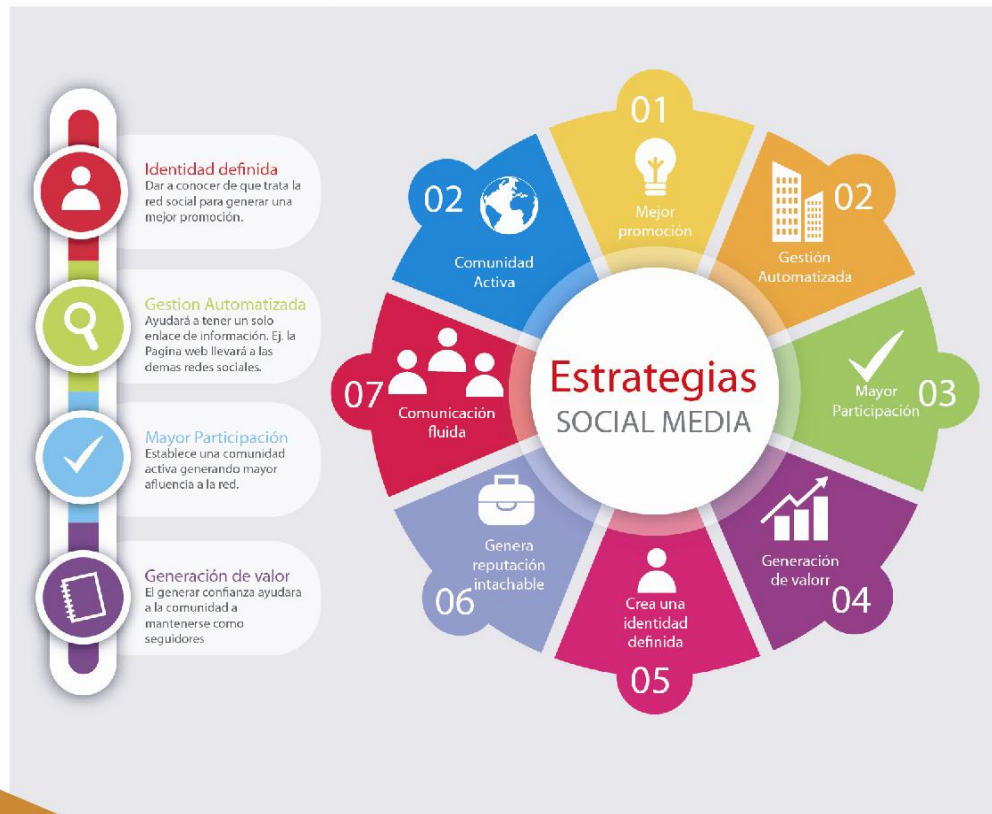 Identidad definida
Dar a conocer de que trata la
red social para generar una
mejor promoción.
Gestion Automatizada
Ayudará a tener un solo
enlace de información. Ej. la
Pagina web llevará a las
demas redes sociales.
Mayor Participación
Establece una comunidad
activa generando mayor
afluencia a la red.
Generación de valor
El generar confianza ayudara
a la comunidad a
mantenerse como
seguidores
Estrategias
SOCIAL MEDIA
01
Mejor
promoción
02
Gestión
Automatizada
03
Mayor
Participación
04
Generación
de valorr
05
Crea una
identidad
definida
06
Genera
reputación
intachable
07
Comunicación
fluida
02
Comunidad
Activa